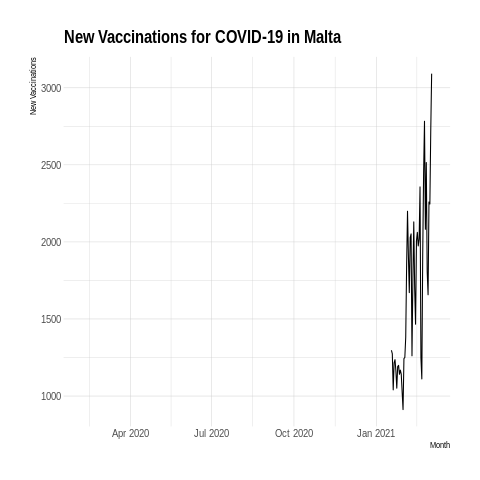 New Vaccinations for COVID-19 in Malta
New Vaccinations
3000
2500
2000
1500
1000
Apr 2020 Jul 2020 Oct 2020 Jan 2021
Month